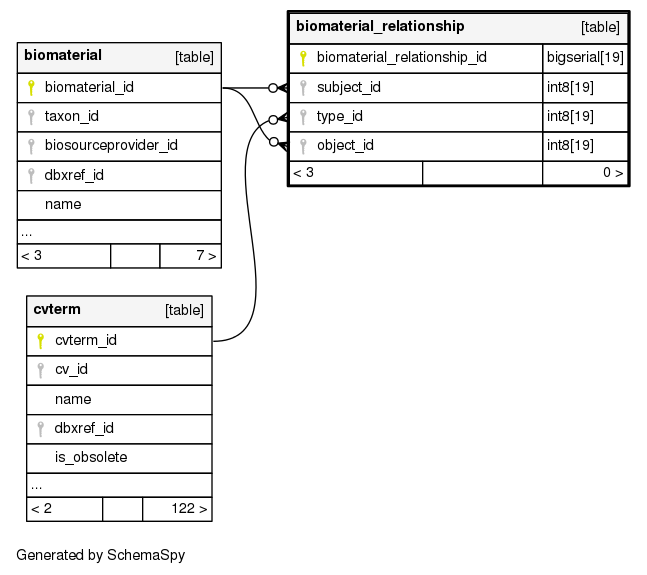 biomaterial [table]
biomaterial_id
taxon_id
biosourceprovider_id
dbxref_id
name
...
< 3 7 >
biomaterial_relationship [table]
biomaterial_relationship_id bigserial[19]
subject_id int8[19]
type_id int8[19]
object_id int8[19]
< 3 0 >
cvterm [table]
cvterm_id
cv_id
name
dbxref_id
is_obsolete
...
< 2 122 >
Generated by SchemaSpy